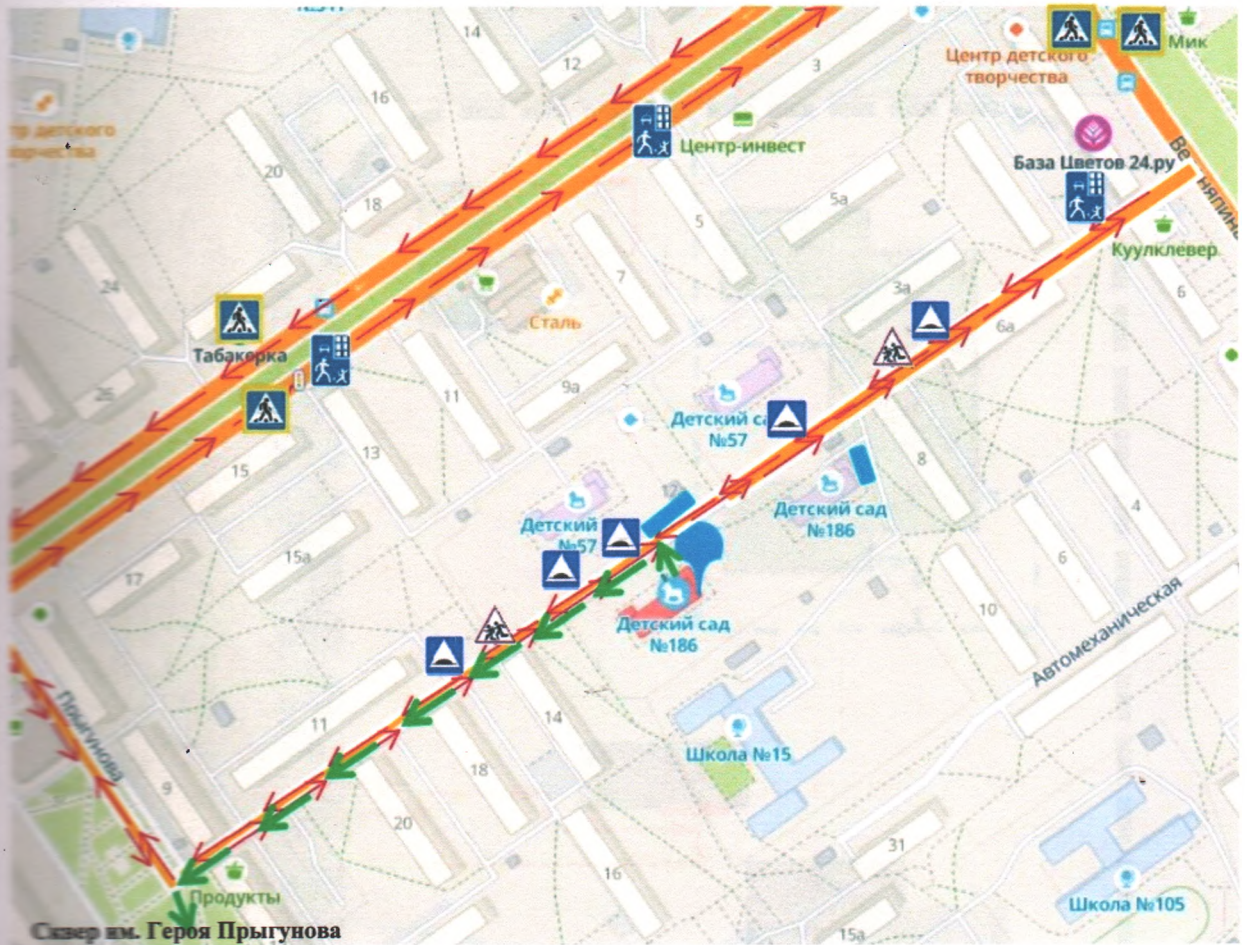 14
12
3
Мик
Центр детского
творчества
16
Центр-инвест
База Цветов 24.ру
20
18
5
5а
Куулклевер
24
7
3а
6
6а
Сталь
Табакорка
26
11
9а
Детский
№57
13
15
8
Детский сад
№186
4
Детский
№57
15а
17
6
10
Детский сад
№186
Автомеханическая
Прыгунова
11
14
Школа №15
18
9
20
31
16
Продукты
Школа №105
Сквер им. Героя Прыгунова
15а